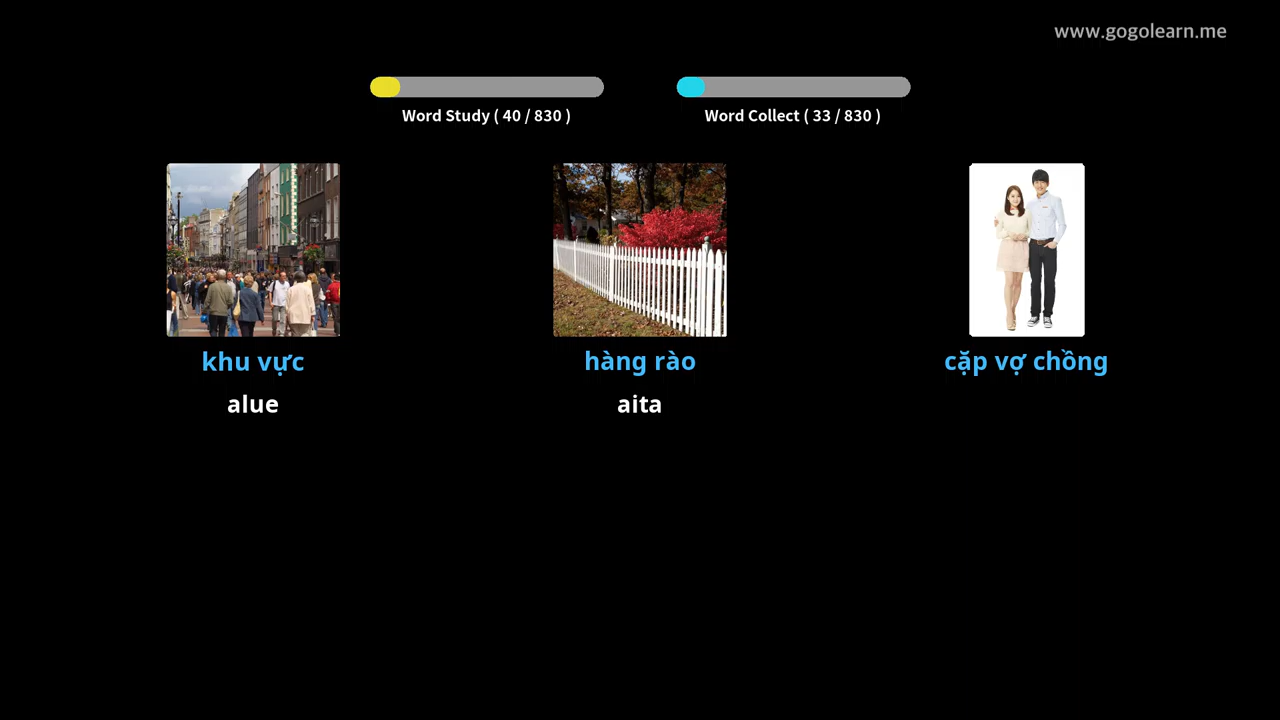 www.gogolearn.me
Word Study ( 40 / 830 )
Word Collect ( 33 / 830 )
khu vực
hàng rào
cặp vợ chồng
alue
aita